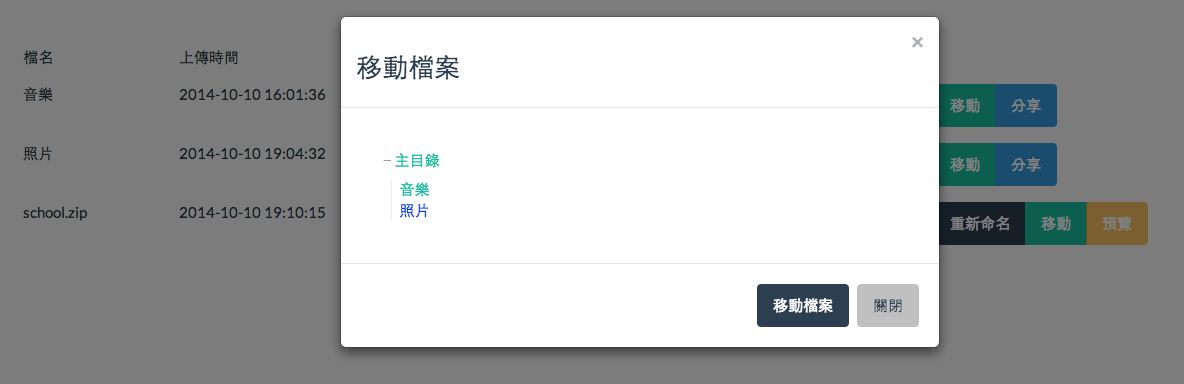 檔名 上傳時間
音樂 2014-10-10 16:01:36 移動 分享
照片 2014-10-10 19:04:32 移動 分享
school.zip 2014-10-10 19:10:15 重新命名 移動 預覽
×
移動檔案
– 主目錄
音樂
照片
移動檔案 關閉